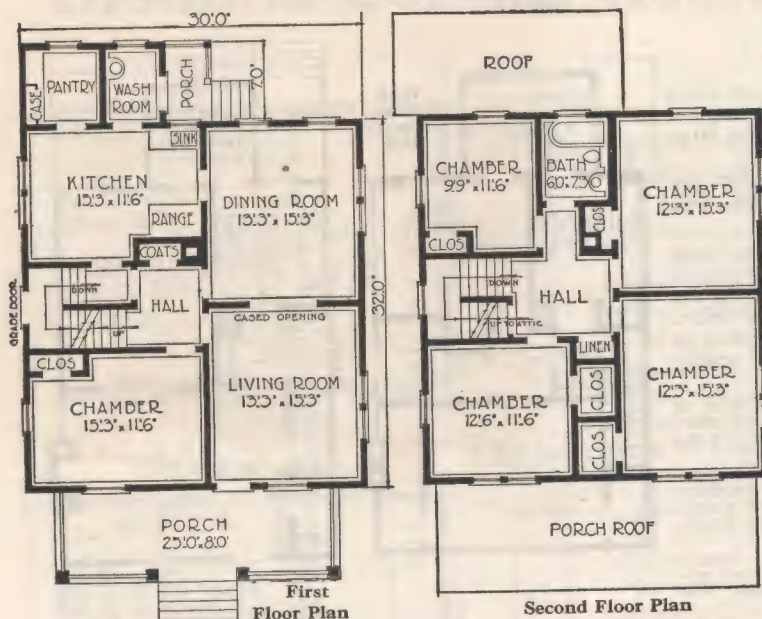 30'0"
PANTRY
CASE
WASH
ROOM
PORCH
7'0"
SINK
KITCHEN
15'3 x 11'6"
RANGE
DINING ROOM
13'3" x 15'3"
COATS
DOWN
HALL
UP
GRADE DOOR
32'0"
CASED OPENING
CLOS
CHAMBER
15'3" x 11'6"
LIVING ROOM
13'3" x 15'3"
PORCH
25'0" x 8'0"
First
Floor Plan
ROOF
CHAMBER
9'9" x 11'6"
BATH
6'0" x 7'3"
CLOS
CHAMBER
12'3" x 15'3"
CLOS
DOWN
HALL
UP TO ATTIC
LINEN
CHAMBER
12'6" x 11'6"
CLOS
CLOS
CHAMBER
12'3" x 15'3"
PORCH ROOF
Second Floor Plan